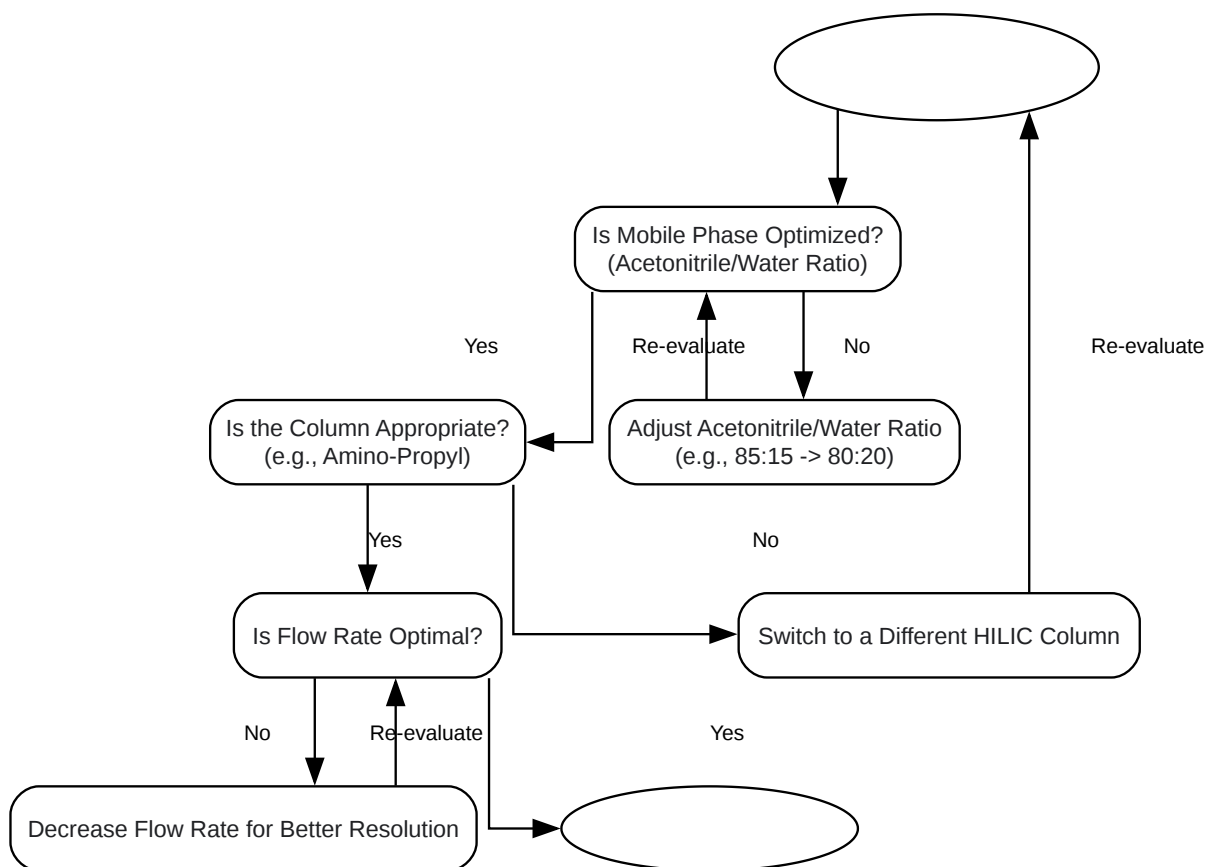 Is Mobile Phase Optimized?
(Acetonitrile/Water Ratio)
Yes
Re-evaluate
No
Re-evaluate
Is the Column Appropriate?
(e.g., Amino-Propyl)
Adjust Acetonitrile/Water Ratio
(e.g., 85:15 -> 80:20)
Yes
No
Is Flow Rate Optimal?
Switch to a Different HILIC Column
No
Re-evaluate
Yes
Decrease Flow Rate for Better Resolution